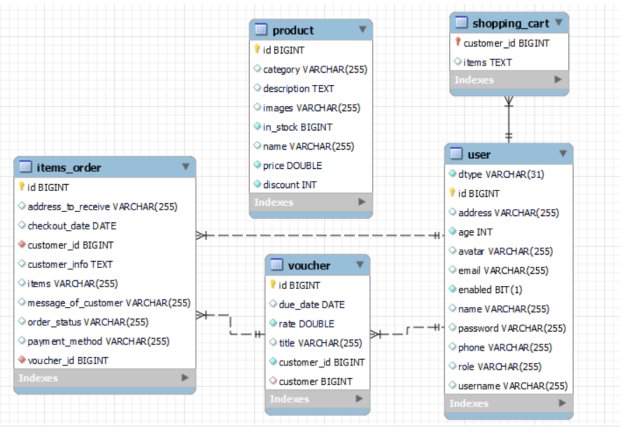 product
id BIGINT
category VARCHAR(255)
description TEXT
images VARCHAR(255)
in_stock BIGINT
name VARCHAR(255)
price DOUBLE
discount INT
Indexes
shopping_cart
customer_id BIGINT
items TEXT
Indexes
items_order
id BIGINT
address_to_receive VARCHAR(255)
checkout_date DATE
customer_id BIGINT
customer_info TEXT
items VARCHAR(255)
message_of_customer VARCHAR(255)
order_status VARCHAR(255)
payment_method VARCHAR(255)
voucher_id BIGINT
Indexes
voucher
id BIGINT
due_date DATE
rate DOUBLE
title VARCHAR(255)
customer_id BIGINT
customer BIGINT
Indexes
user
dtype VARCHAR(31)
id BIGINT
address VARCHAR(255)
age INT
avatar VARCHAR(255)
email VARCHAR(255)
enabled BIT(1)
name VARCHAR(255)
password VARCHAR(255)
phone VARCHAR(255)
role VARCHAR(255)
username VARCHAR(255)
Indexes